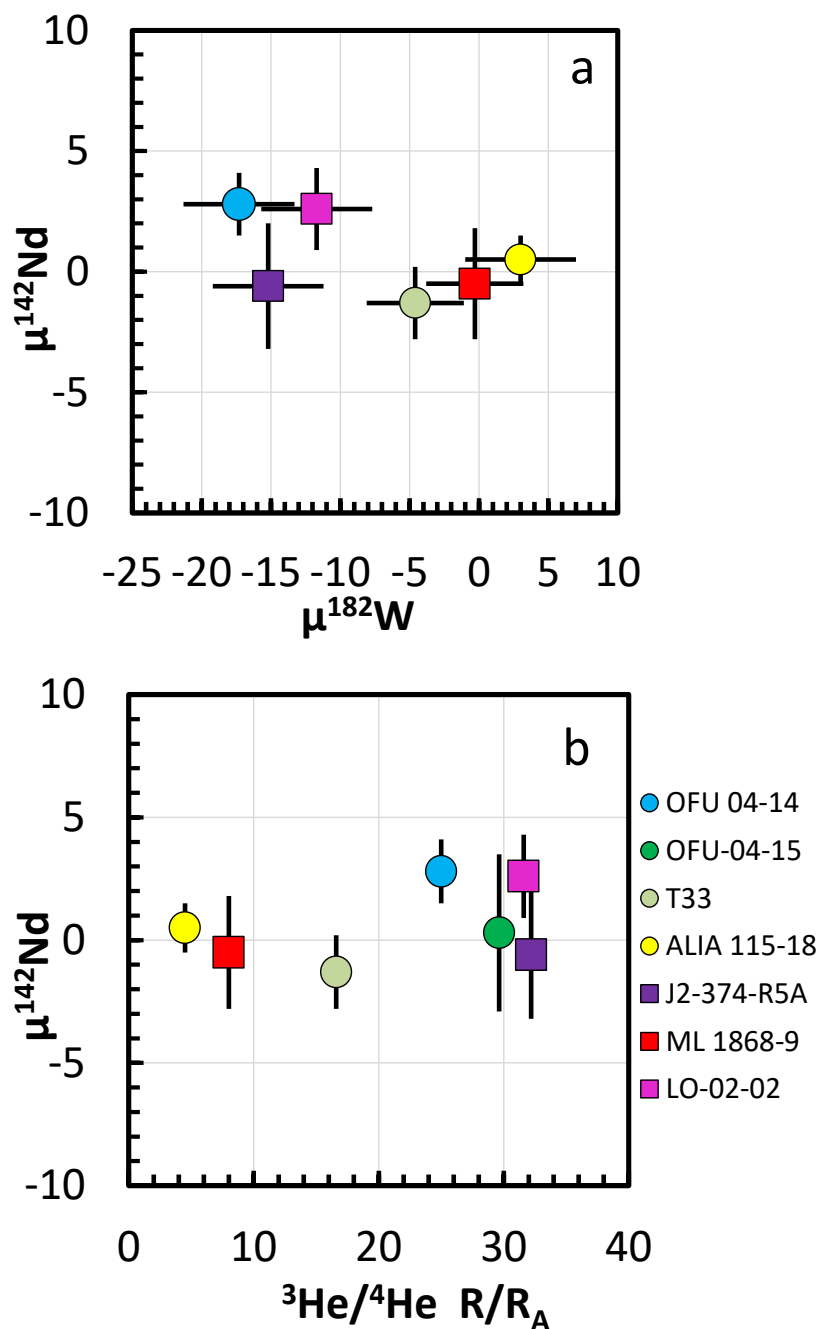 a
10
5
0
-5
-10
μ¹⁴²Nd
-25 -20 -15 -10 -5 0 5 10
μ¹⁸²W
b
10
5
0
-5
-10
μ¹⁴²Nd
0 10 20 30 40
³He/⁴He R/R_A
OFU 04-14
OFU-04-15
T33
ALIA 115-18
J2-374-R5A
ML 1868-9
LO-02-02